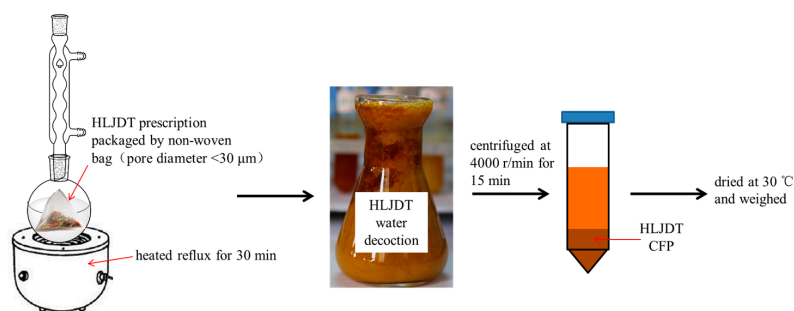 HLJDT prescription
packaged by non-woven
bag（pore diameter <30 μm）
heated reflux for 30 min
HLJDT
water
decoction
centrifuged at
4000 r/min for
15 min
HLJDT
CFP
dried at 30 ℃
and weighed